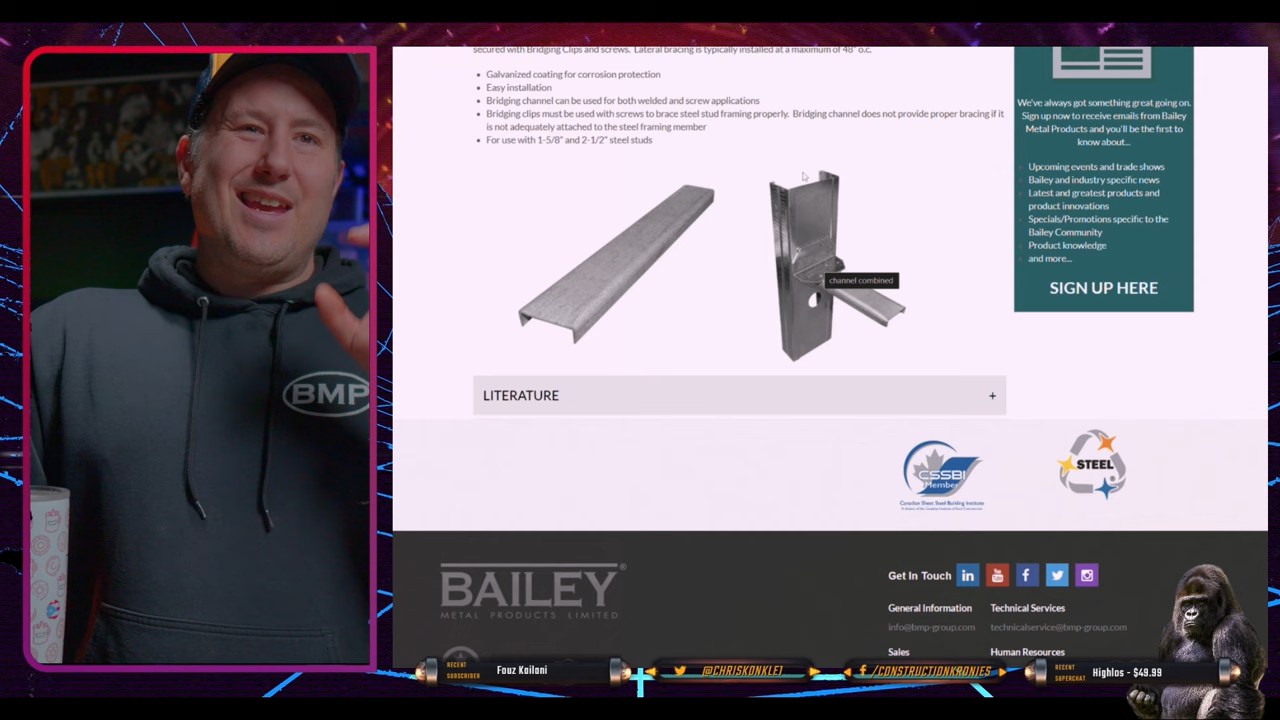 secured with Bridging Clips and screws. Lateral bracing is typically installed at a maximum of 48" o.c.
Galvanized coating for corrosion protection
Easy installation
Bridging channel can be used for both welded and screw applications
Bridging clips must be used with screws to brace steel stud framing properly. Bridging channel does not provide proper bracing if it
is not adequately attached to the steel framing member
For use with 1-5/8" and 2-1/2" steel studs
channel combined
LITERATURE +
We've always got something great going on.
Sign up now to receive emails from Bailey
Metal Products and you'll be the first to
know about...
Upcoming events and trade shows
Bailey and industry specific news
Latest and greatest products and
product innovations
Specials/Promotions specific to the
Bailey Community
Product knowledge
and more...
SIGN UP HERE
BMP
CSSBI
Member
Canadian Sheet Steel Building Institute
STEEL
BAILEY®
METAL PRODUCTS LIMITED
Get In Touch
in
You
Tube
f
General Information
Technical Services
info@bmp-group.com
technicalservice@bmp-group.com
Sales
Human Resources
RECENT
SUBSCRIBER
Fouz Kailani
@CHRISKONKLE1
f /CONSTRUCTIONKRONIES
RECENT
SUPERCHAT
Highlos - $49.99